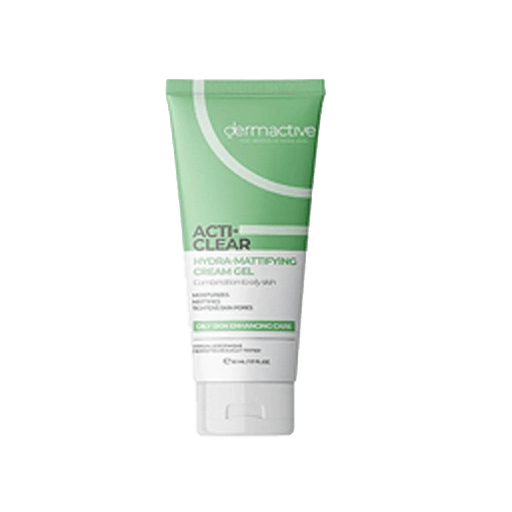 dermactive
ACTI-
CLEAR
HYDRA-MATTIFYING
CREAM GEL
Combination to oily skin
MOISTURIZES
MATTIFIES
TIGHTENS SKIN PORES
OILY SKIN ENHANCING CARE